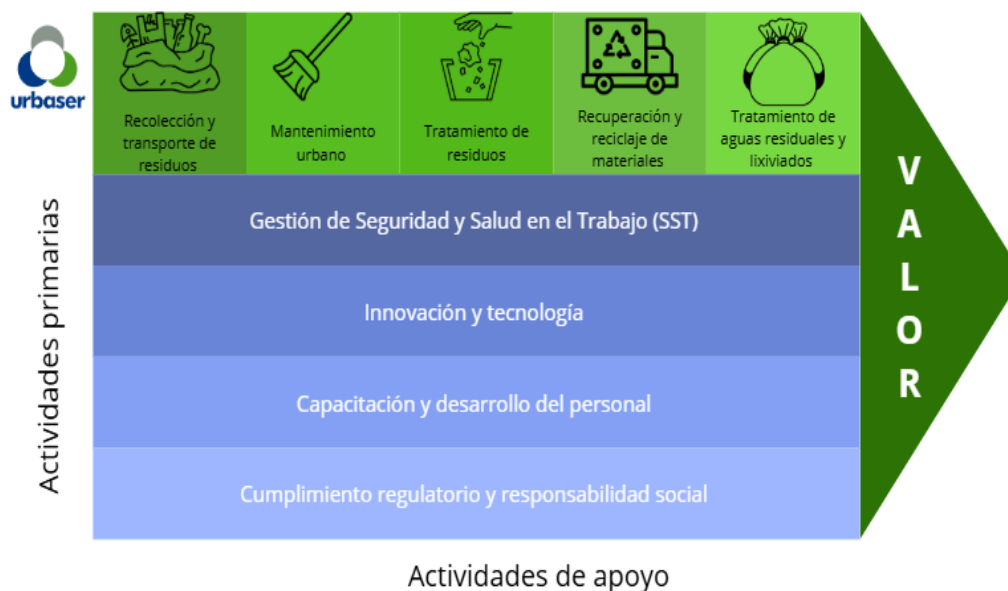 urbaser
Recolección y
transporte de
residuos
Mantenimiento
urbano
Tratamiento de
residuos
Recuperación y
reciclaje de
materiales
Tratamiento de
aguas residuales y
lixiviados
Gestión de Seguridad y Salud en el Trabajo (SST)
Innovación y tecnología
Capacitación y desarrollo del personal
Cumplimiento regulatorio y responsabilidad social
Actividades primarias
V
A
L
O
R
Actividades de apoyo